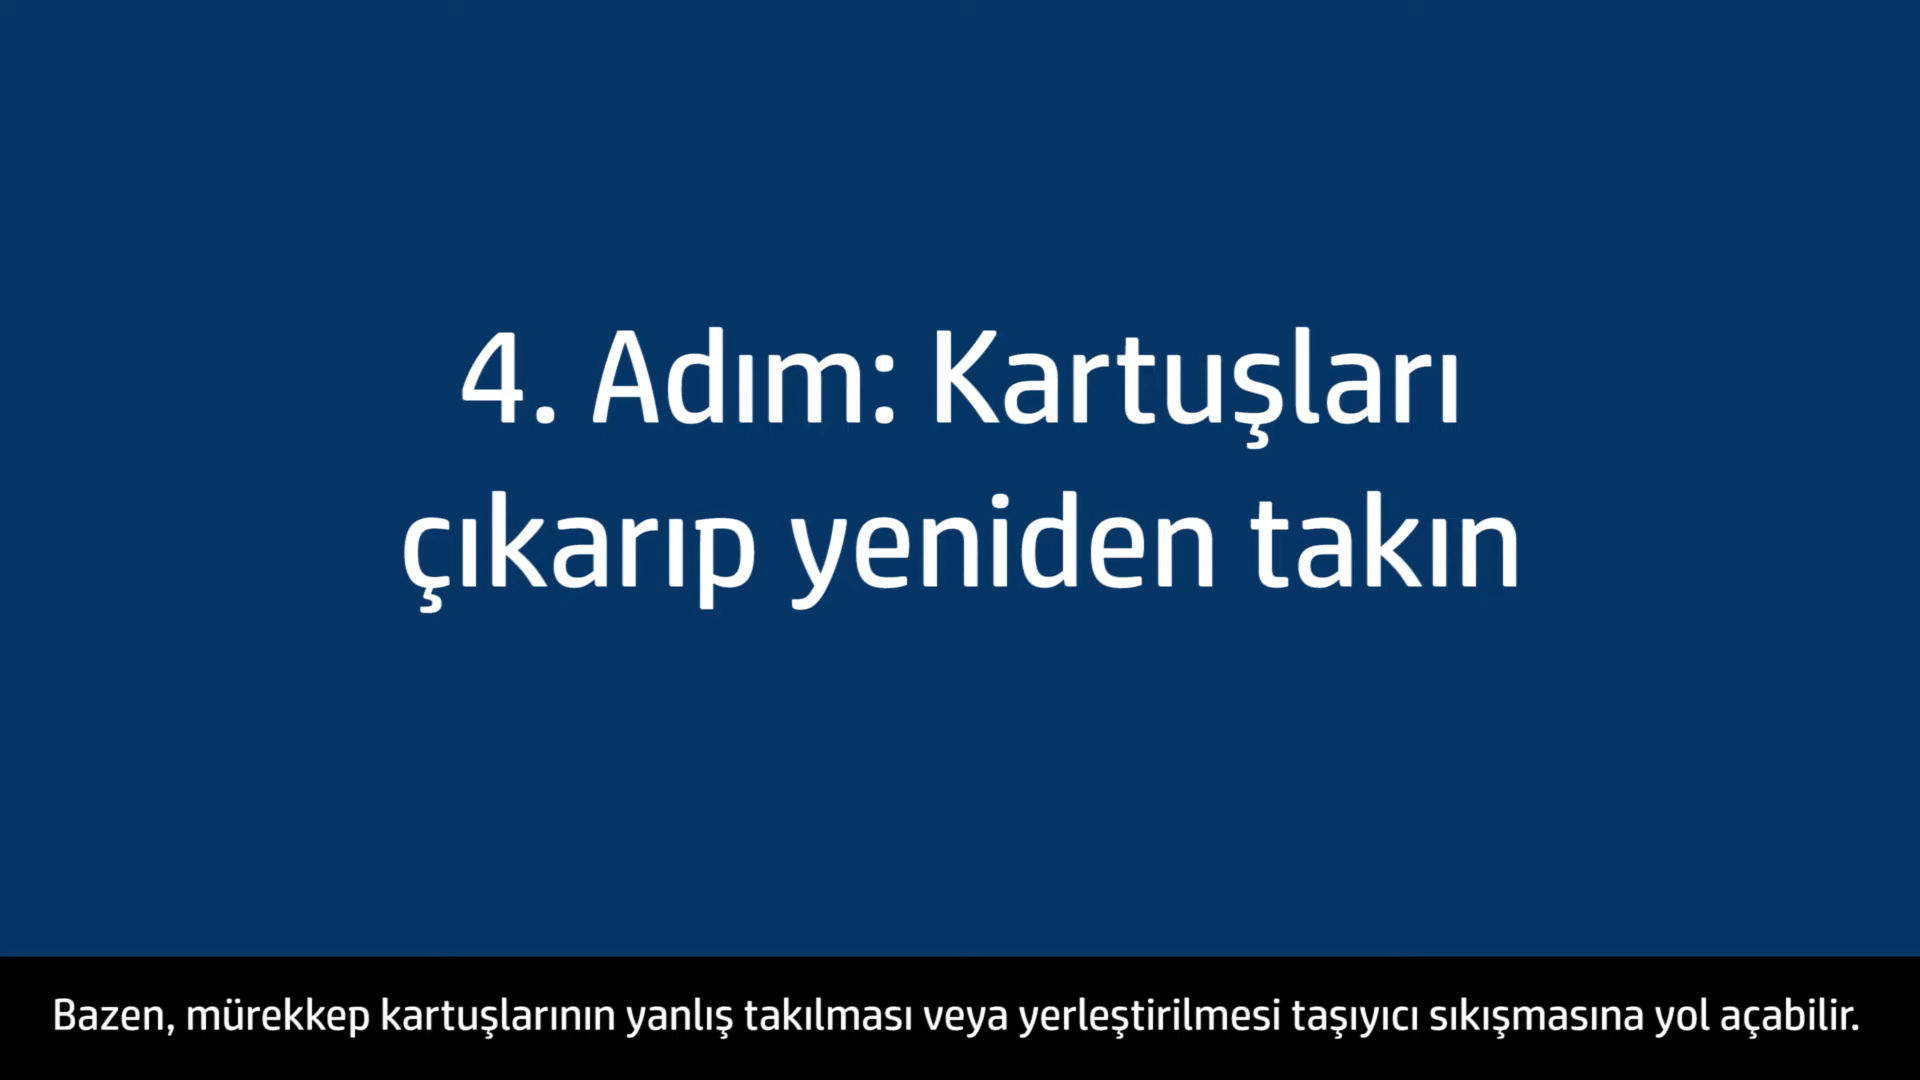 4. Adım: Kartuşları
çıkarıp yeniden takın
Bazen, mürekkep kartuşlarının yanlış takılması veya yerleştirilmesi taşıyıcı sıkışmasına yol açabilir.